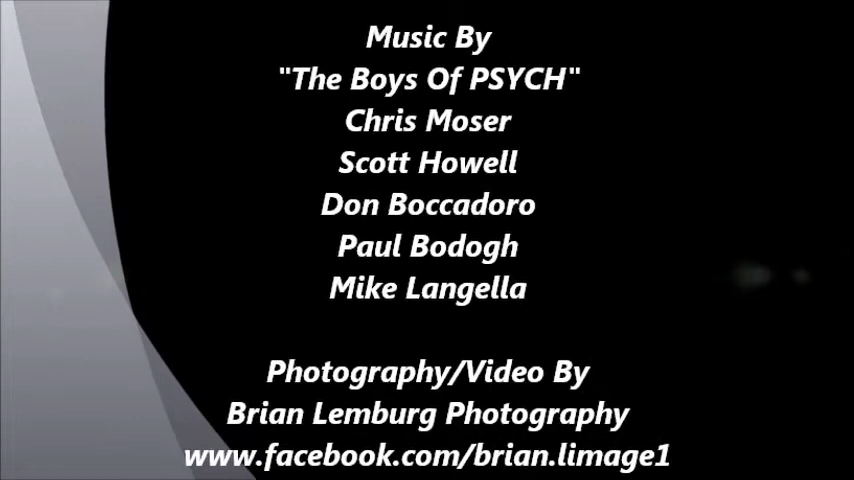 Music By
"The Boys Of PSYCH"
Chris Moser
Scott Howell
Don Boccadoro
Paul Bodogh
Mike Langella
Photography/Video By
Brian Lemburg Photography
www.facebook.com/brian.limage1